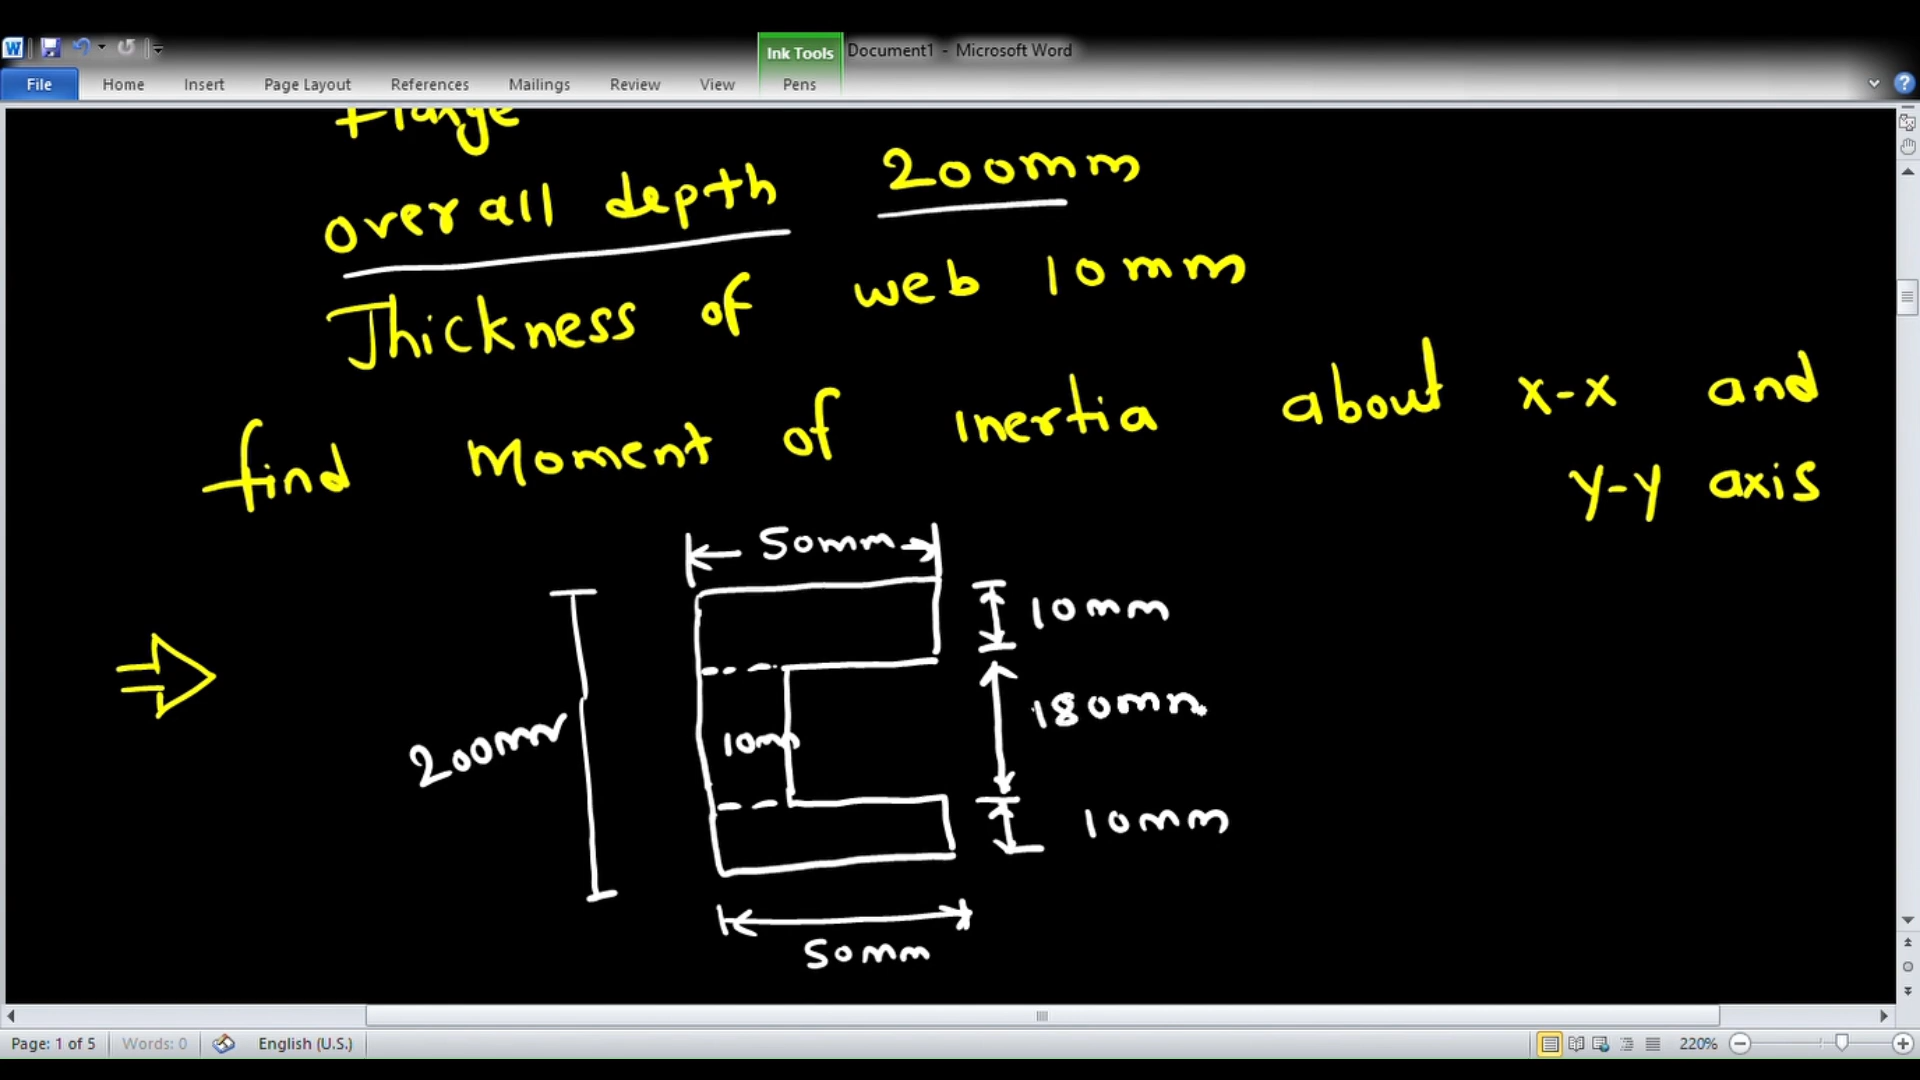 Ink Tools
Document1 - Microsoft Word
File Home Insert Page Layout References Mailings Review View Pens
flange
overall depth 200mm
Thickness of web 10mm
find Moment of inertia about x-x and
y-y axis
50mm
10mm
180mm
200mm
10mm
10mm
50mm
Page: 1 of 5 Words: 0 English (U.S.) 220%